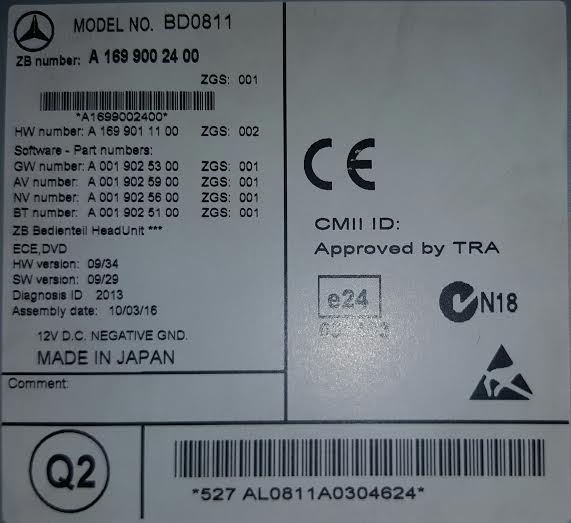 MODEL NO. BD0811
ZB number: A 169 900 24 00
ZGS: 001
*A1699002400*
HW number: A 169 901 11 00 ZGS: 002
Software - Part numbers:
GW number: A 001 902 53 00 ZGS: 001
AV number: A 001 902 59 00 ZGS: 001
NV number: A 001 902 56 00 ZGS: 001
BT number: A 001 902 51 00 ZGS: 001
ZB Bedienteil HeadUnit ***
ECE,DVD
HW version: 09/34
SW version: 09/29
Diagnosis ID 2013
Assembly date: 10/03/16
12V D.C. NEGATIVE GND.
MADE IN JAPAN
Comment:
CE
CMII ID:
Approved by TRA
e24
N18
Q2
*527 AL0811A0304624*